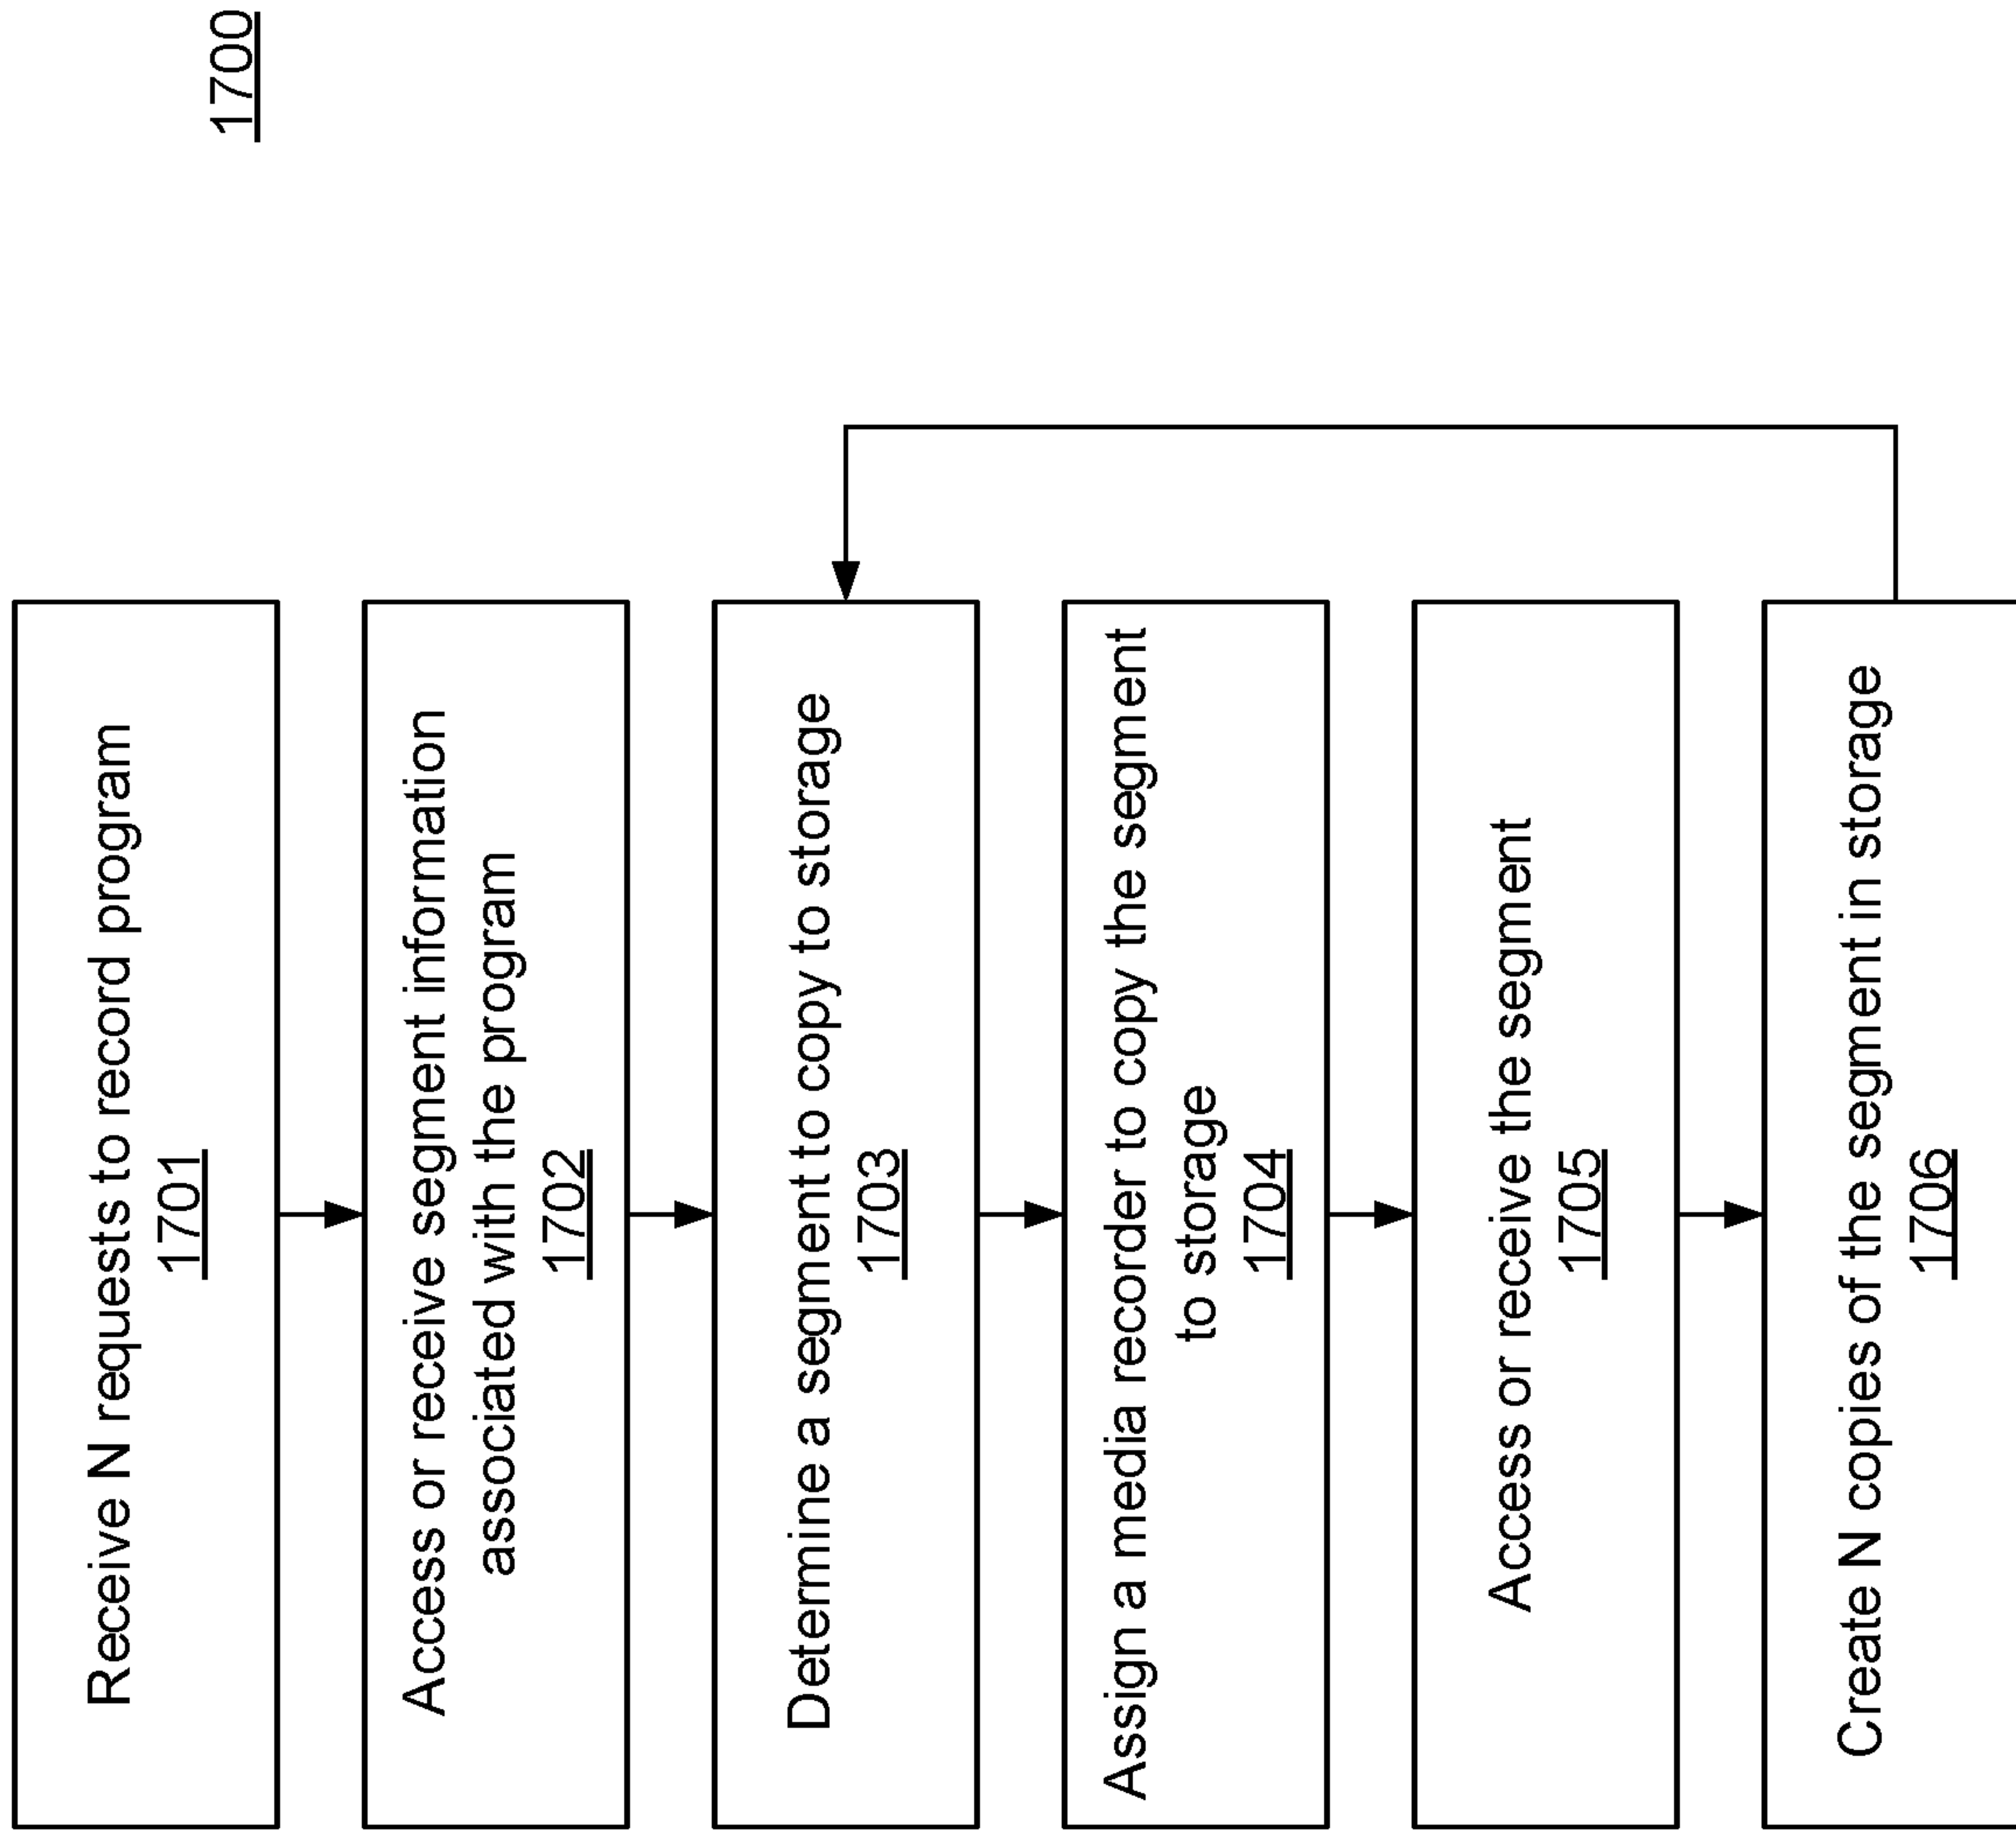 1700
Receive N requests to record program
1701
Access or receive segment information
associated with the program
1702
Determine a segment to copy to storage
1703
Assign a media recorder to copy the segment
to storage
1704
Access or receive the segment
1705
Create N copies of the segment in storage
1706